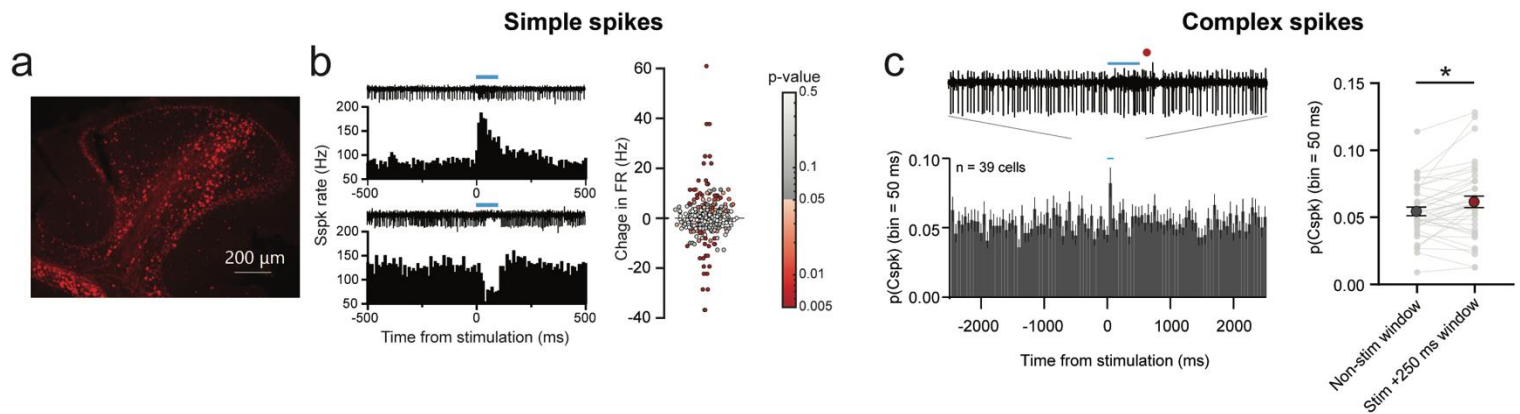 Simple spikes
Complex spikes
a
200 µm
b
Sspk rate (Hz)
200
150
100
50
-500
0
500
200
150
100
50
-500
0
500
Time from stimulation (ms)
Chage in FR (Hz)
60
40
20
0
-20
-40
p-value
0.5
0.1
0.05
0.01
0.005
c
p(Cspk) (bin = 50 ms)
0.10
0.05
0.00
n = 39 cells
-2000
-1000
0
1000
2000
Time from stimulation (ms)
p(Cspk) (bin = 50 ms)
0.15
0.10
0.05
0.00
*
Non-stim window
Stim +250 ms window